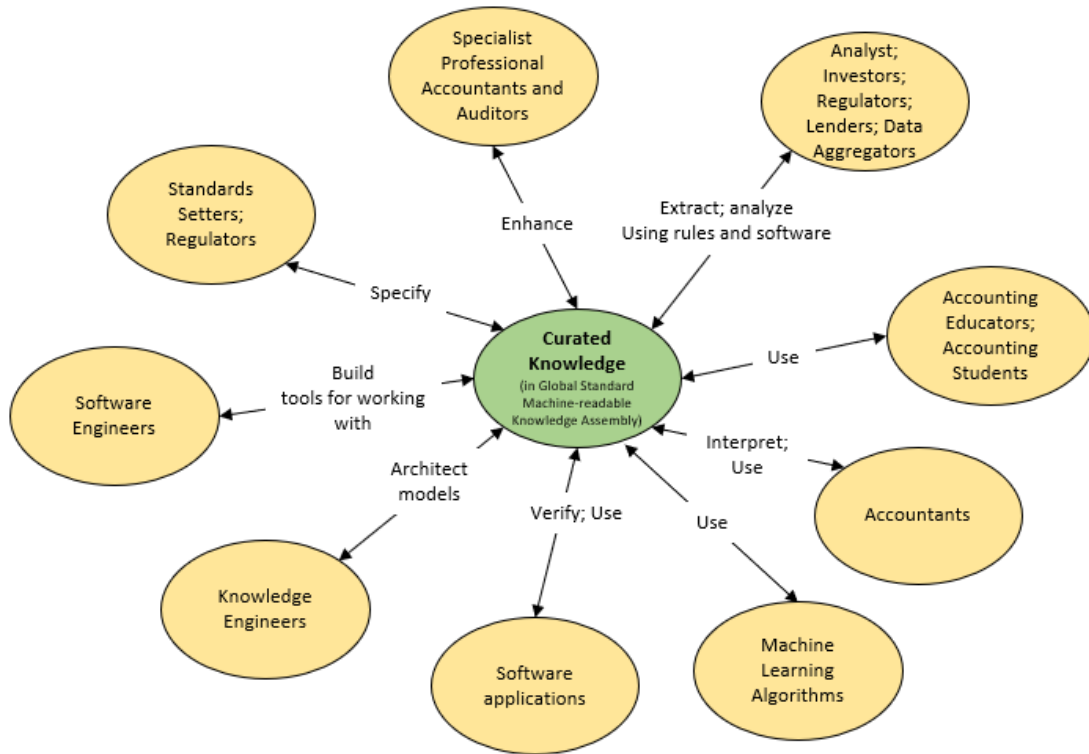 Specialist
Professional
Accountants and
Auditors
Analyst;
Investors;
Regulators;
Lenders; Data
Aggregators
Standards
Setters;
Regulators
Enhance
Extract; analyze
Using rules and software
Specify
Accounting
Educators;
Accounting
Students
Curated
Knowledge
(in Global Standard
Machine-readable
Knowledge Assembly)
Use
Build
tools for working
with
Software
Engineers
Interpret;
Use
Architect
models
Verify; Use
Use
Accountants
Knowledge
Engineers
Software
applications
Machine
Learning
Algorithms